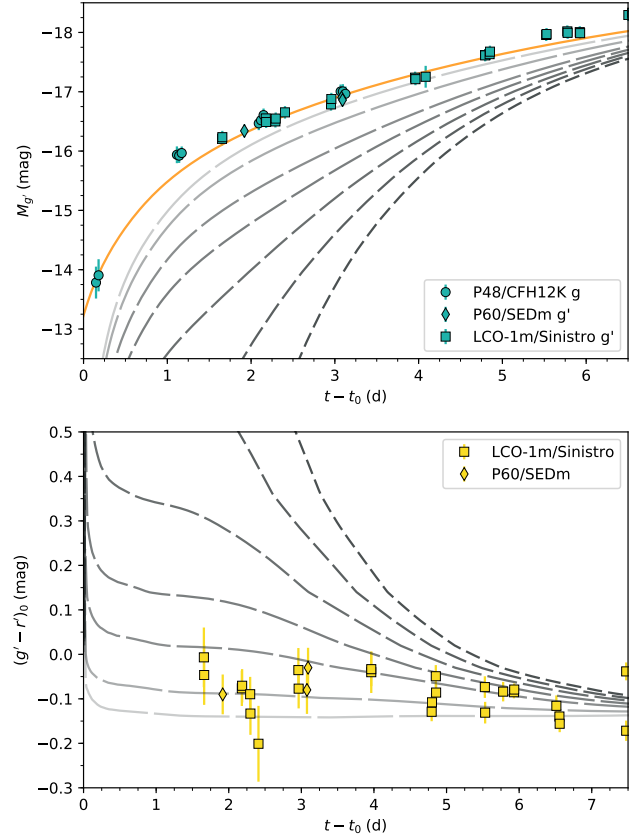 −18
−17
−16
−15
−14
−13
M_{g'} (mag)
P48/CFH12K g
P60/SEDm g'
LCO-1m/Sinistro g'
0 1 2 3 4 5 6
t − t_0 (d)
0.5
0.4
0.3
0.2
0.1
0.0
−0.1
−0.2
−0.3
(g' − r')_0 (mag)
LCO-1m/Sinistro
P60/SEDm
0 1 2 3 4 5 6 7
t − t_0 (d)